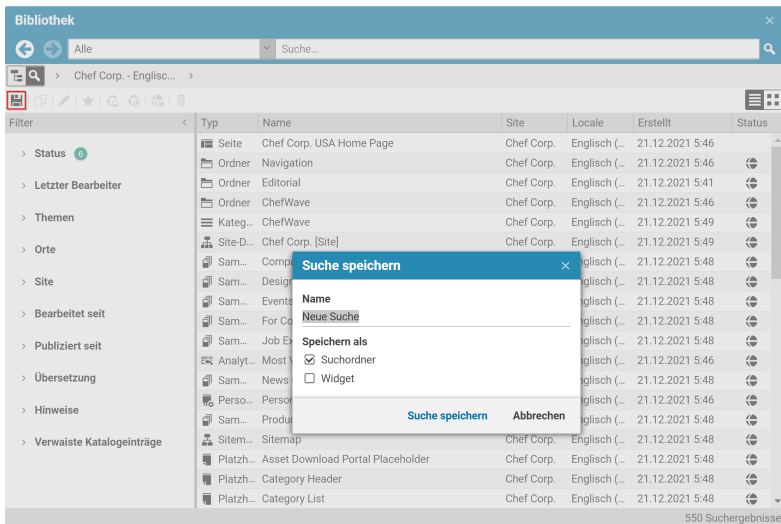 Bibliothek
Alle
Suche...
Chef Corp. - Englisc...
Filter
Typ Name Site Locale Erstellt Status
Status 6
Letzter Bearbeiter
Themen
Orte
Site
Bearbeitet seit
Publiziert seit
Übersetzung
Hinweise
Verwaiste Katalogeinträge
Seite Chef Corp. USA Home Page Chef Corp. Englisch (... 21.12.2021 5:46
Ordner Navigation Chef Corp. Englisch (... 21.12.2021 5:46
Ordner Editorial Chef Corp. Englisch (... 21.12.2021 5:41
Ordner ChefWave Chef Corp. Englisch (... 21.12.2021 5:46
Kateg... ChefWave Chef Corp. Englisch (... 21.12.2021 5:49
Site-D... Chef Corp. [Site] Chef Corp. Englisch (... 21.12.2021 5:49
Sam... Compa nglisch (... 21.12.2021 5:48
Sam... Design nglisch (... 21.12.2021 5:48
Sam... Events nglisch (... 21.12.2021 5:48
Sam... For Co nglisch (... 21.12.2021 5:48
Sam... Job Ex nglisch (... 21.12.2021 5:48
Analyt... Most V nglisch (... 21.12.2021 5:46
Sam... News nglisch (... 21.12.2021 5:48
Perso... Person nglisch (... 21.12.2021 5:46
Sam... Produc nglisch (... 21.12.2021 5:48
Sitem... Sitemap Chef Corp. Englisch (... 21.12.2021 5:48
Platzh... Asset Download Portal Placeholder Chef Corp. Englisch (... 21.12.2021 5:48
Platzh... Category Header Chef Corp. Englisch (... 21.12.2021 5:48
Platzh... Category List Chef Corp. Englisch (... 21.12.2021 5:48
Suche speichern
Name
Neue Suche
Speichern als
Suchordner
Widget
Suche speichern Abbrechen
550 Suchergebnisse